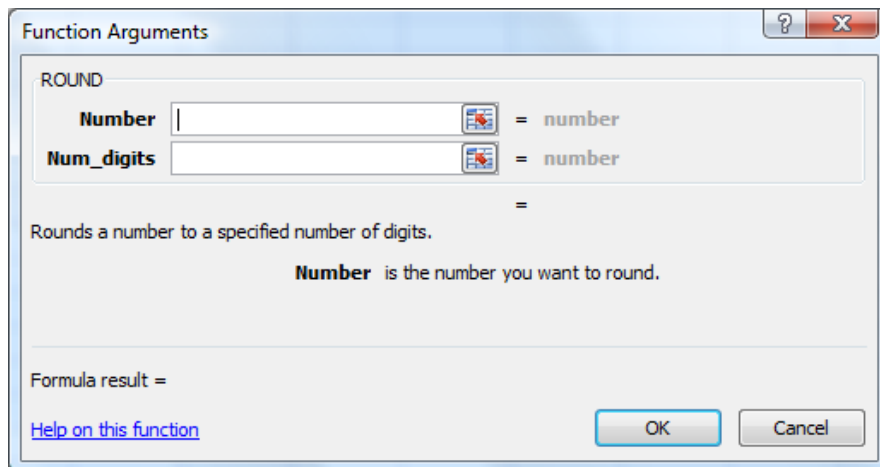 Function Arguments
ROUND
Number = number
Num_digits = number
=
Rounds a number to a specified number of digits.
Number is the number you want to round.
Formula result =
Help on this function OK Cancel